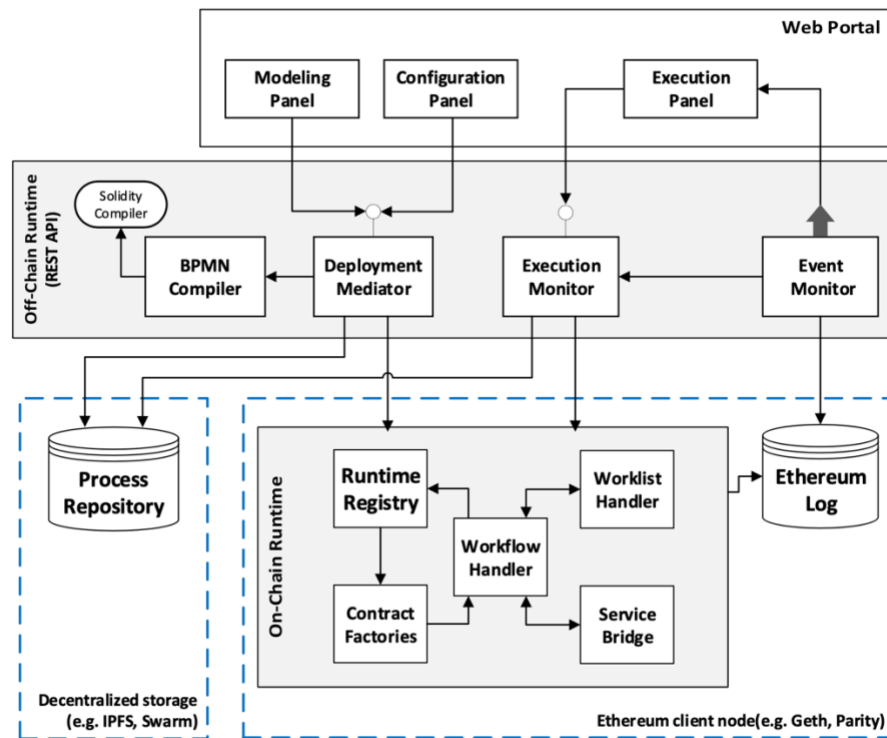 Web Portal
Modeling
Panel
Configuration
Panel
Execution
Panel
Off-Chain Runtime
(REST API)
Solidity
Compiler
BPMN
Compiler
Deployment
Mediator
Execution
Monitor
Event
Monitor
Process
Repository
On-Chain Runtime
Runtime
Registry
Worklist
Handler
Ethereum
Log
Workflow
Handler
Contract
Factories
Service
Bridge
Decentralized storage
(e.g. IPFS, Swarm)
Ethereum client node(e.g. Geth, Parity)